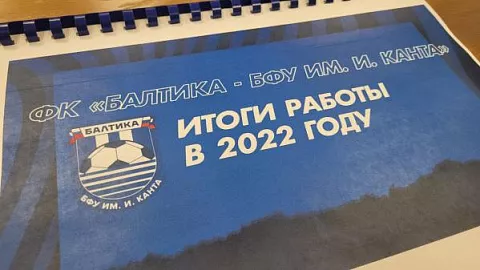 ФК «БАЛТИКА - БФУ ИМ. И. КАНТА»
ИТОГИ РАБОТЫ
В 2022 ГОДУ
БАЛТИКА
БФУ ИМ. И. КАНТА